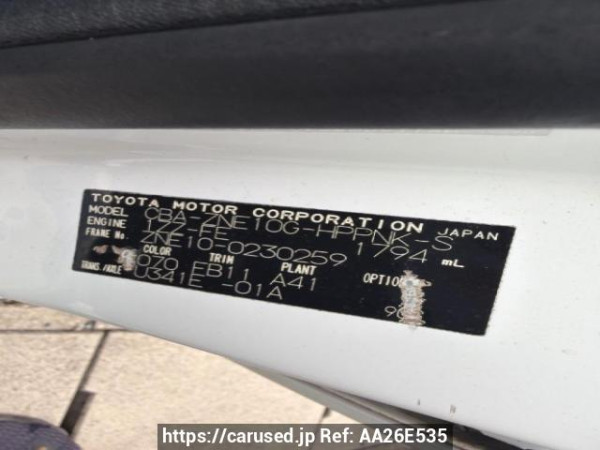 TOYOTA MOTOR CORPORATION JAPAN
MODEL CBA-ZNE10G-HPPNK-S
ENGINE 1ZZ-FE 1794 mL
FRAME No. ZNE10-0230259
COLOR TRIM PLANT OPTION
070 EB11 A41
TRANS./AXLE U341E -01A
https://carused.jp Ref: AA26E535